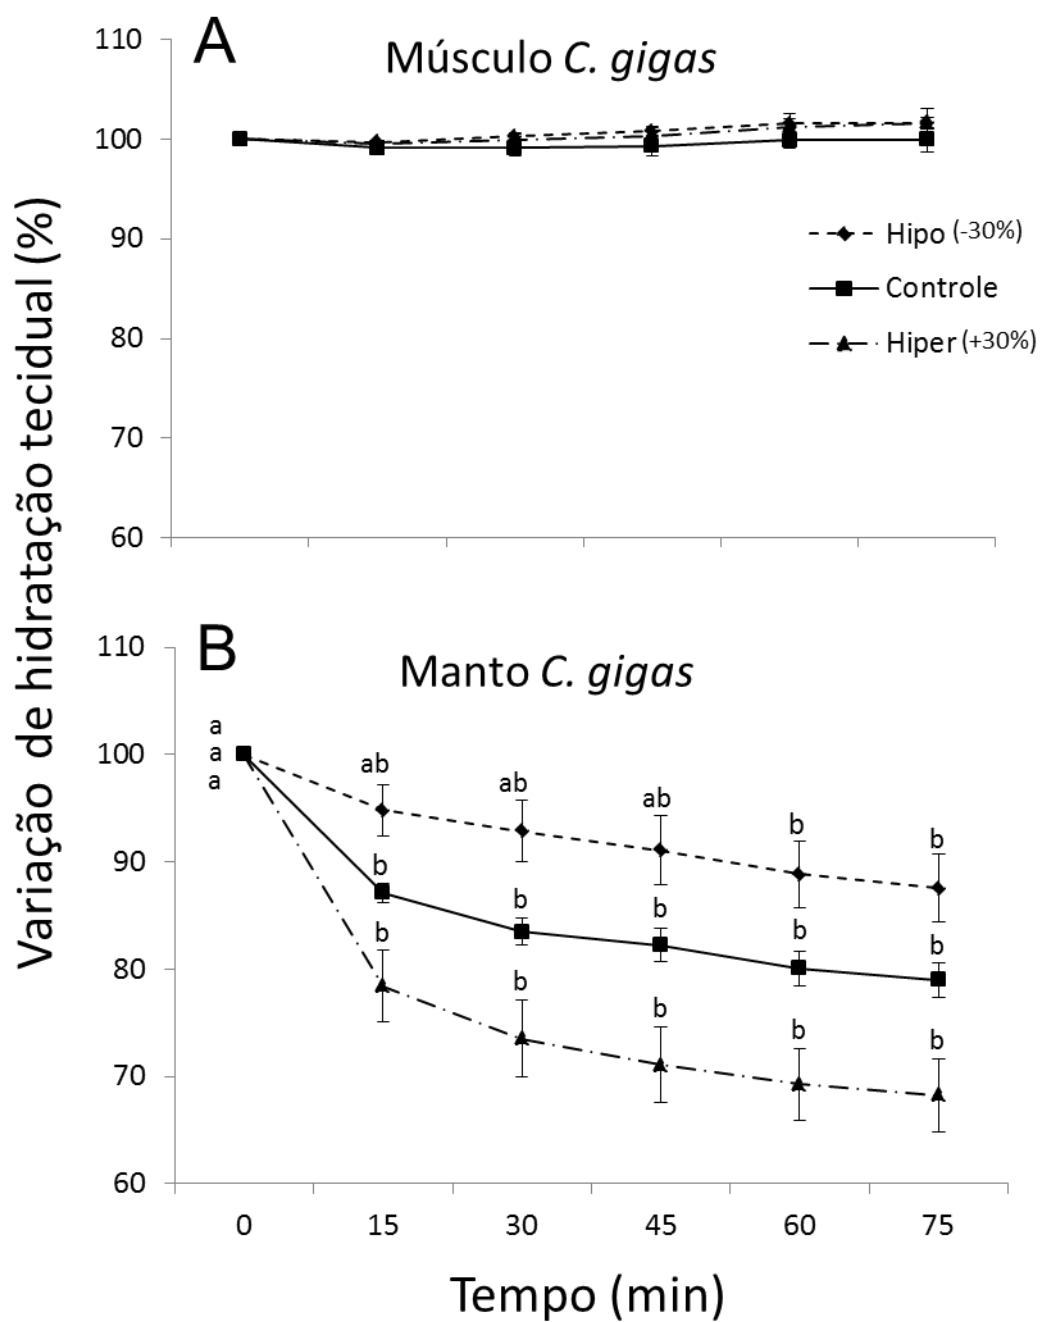 Variação de hidratação tecidual (%)
A
Músculo C. gigas
110
100
90
80
70
60
Hipo (-30%)
Controle
Hiper (+30%)
B
Manto C. gigas
110
100
90
80
70
60
a
a
a
ab
ab
ab
b
b
b
b
b
b
b
b
b
b
b
b
0 15 30 45 60 75
Tempo (min)